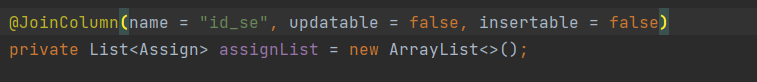 @JoinColumn(name = "id_se", updatable = false, insertable = false)
private List<Assign> assignList = new ArrayList<>();